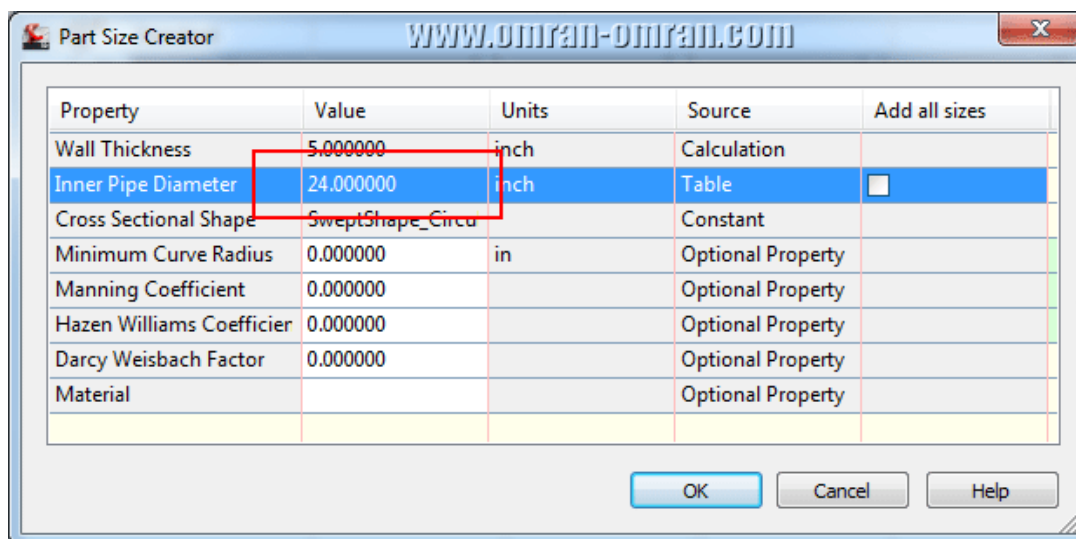 Part Size Creator www.omran-omran.com
Property Value Units Source Add all sizes
Wall Thickness 5.000000 inch Calculation
Inner Pipe Diameter 24.000000 inch Table
Cross Sectional Shape SweptShape_Circu Constant
Minimum Curve Radius 0.000000 in Optional Property
Manning Coefficient 0.000000 Optional Property
Hazen Williams Coefficier 0.000000 Optional Property
Darcy Weisbach Factor 0.000000 Optional Property
Material Optional Property
OK Cancel Help